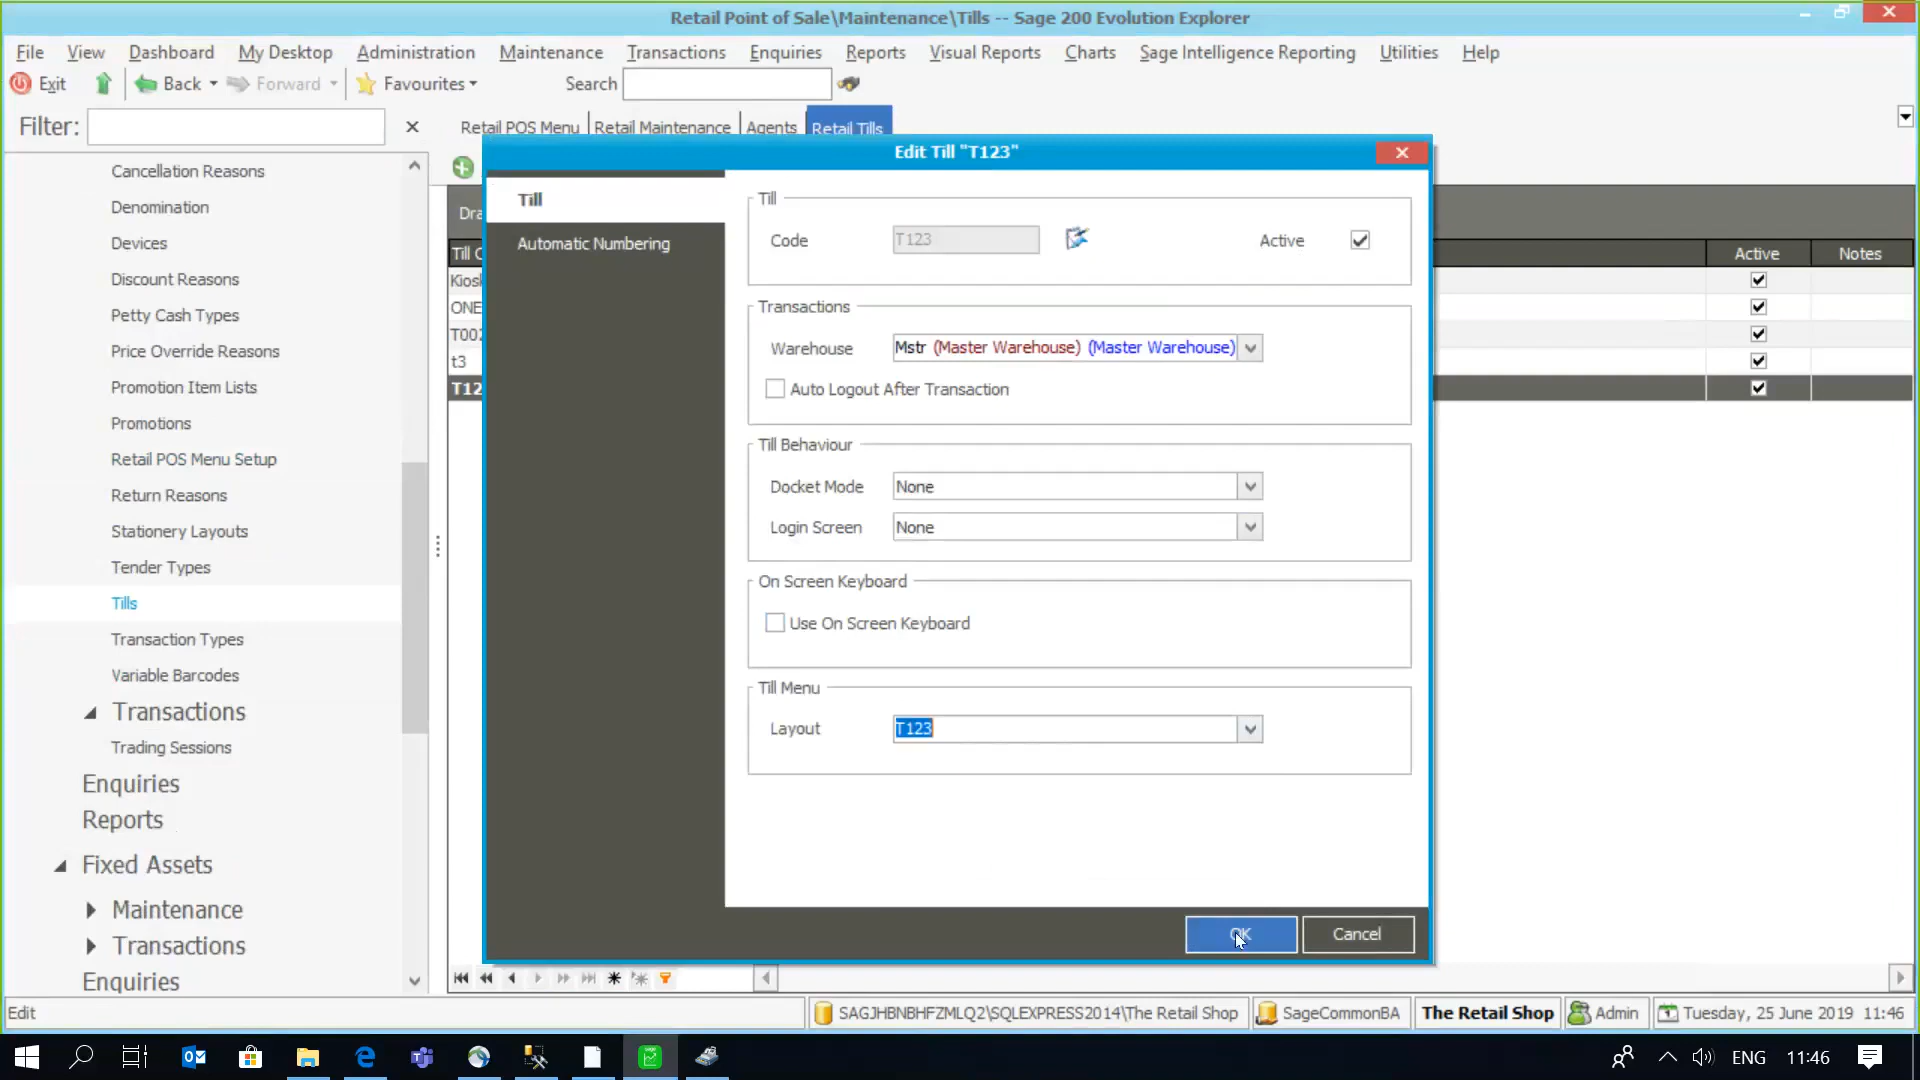 Retail Point of Sale\Maintenance\Tills -- Sage 200 Evolution Explorer
File View Dashboard My Desktop Administration Maintenance Transactions Enquiries Reports Visual Reports Charts Sage Intelligence Reporting Utilities Help
Exit Back Forward Favourites Search
Filter: Retail POS Menu Retail Maintenance Agents Retail Tills
Edit Till "T123"
Cancellation Reasons
Denomination
Devices
Discount Reasons
Petty Cash Types
Price Override Reasons
Promotion Item Lists
Promotions
Retail POS Menu Setup
Return Reasons
Stationery Layouts
Tender Types
Tills
Transaction Types
Variable Barcodes
Transactions
Trading Sessions
Enquiries
Reports
Fixed Assets
Maintenance
Transactions
Enquiries
Dra
Till C
Kiosk
ONE
T002
t3
T12
Active Notes
Till
Automatic Numbering
Till
Code T123 Active
Transactions
Warehouse Mstr (Master Warehouse) (Master Warehouse)
Auto Logout After Transaction
Till Behaviour
Docket Mode None
Login Screen None
On Screen Keyboard
Use On Screen Keyboard
Till Menu
Layout T123
OK Cancel
Edit SAGJHBNBHFZMLQ2\SQLEXPRESS2014\The Retail Shop SageCommonBA The Retail Shop Admin Tuesday, 25 June 2019 11:46
ENG 11:46